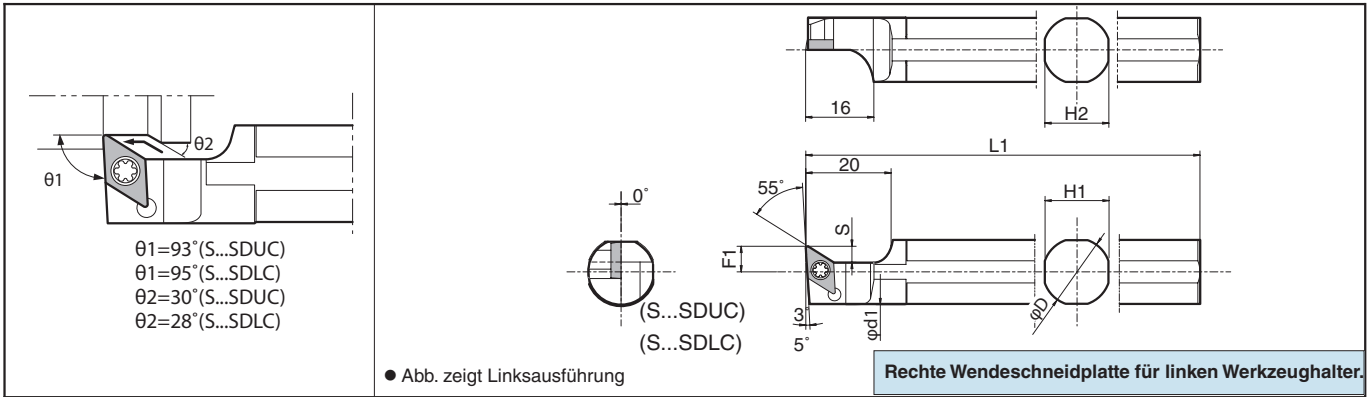 θ1
θ2
θ1=93˚(S...SDUC)
θ1=95˚(S...SDLC)
θ2=30˚(S...SDUC)
θ2=28˚(S...SDLC)
16
H2
L1
20
55˚
S
F1
H1
φD
φd1
3˚
5˚
0˚
(S...SDUC)
(S...SDLC)
● Abb. zeigt Linksausführung
Rechte Wendeschneidplatte für linken Werkzeughalter.